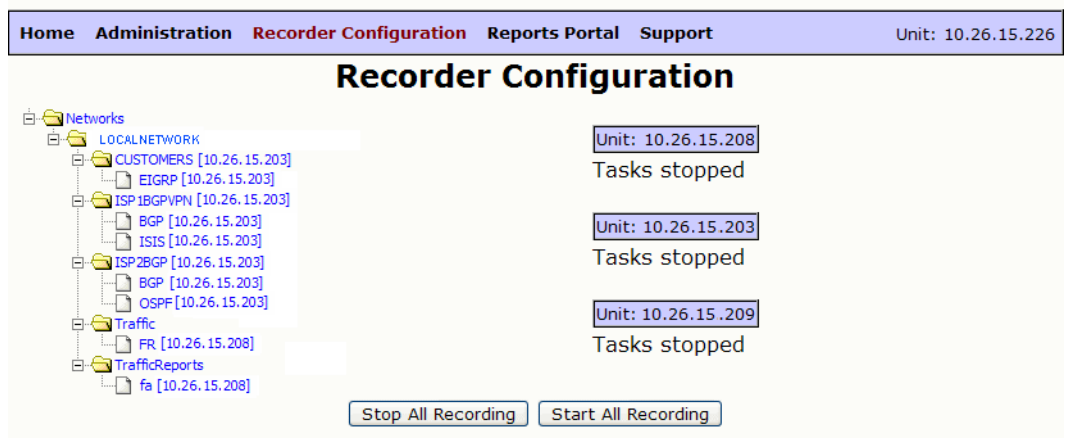 Home Administration Recorder Configuration Reports Portal Support Unit: 10.26.15.226
Recorder Configuration
Networks
LOCALNETWORK
CUSTOMERS [10.26.15.203]
EIGRP [10.26.15.203]
ISP1BGPVPN [10.26.15.203]
BGP [10.26.15.203]
ISIS [10.26.15.203]
ISP2BGP [10.26.15.203]
BGP [10.26.15.203]
OSPF [10.26.15.203]
Traffic
FR [10.26.15.208]
TrafficReports
fa [10.26.15.208]
Unit: 10.26.15.208
Tasks stopped
Unit: 10.26.15.203
Tasks stopped
Unit: 10.26.15.209
Tasks stopped
Stop All Recording Start All Recording